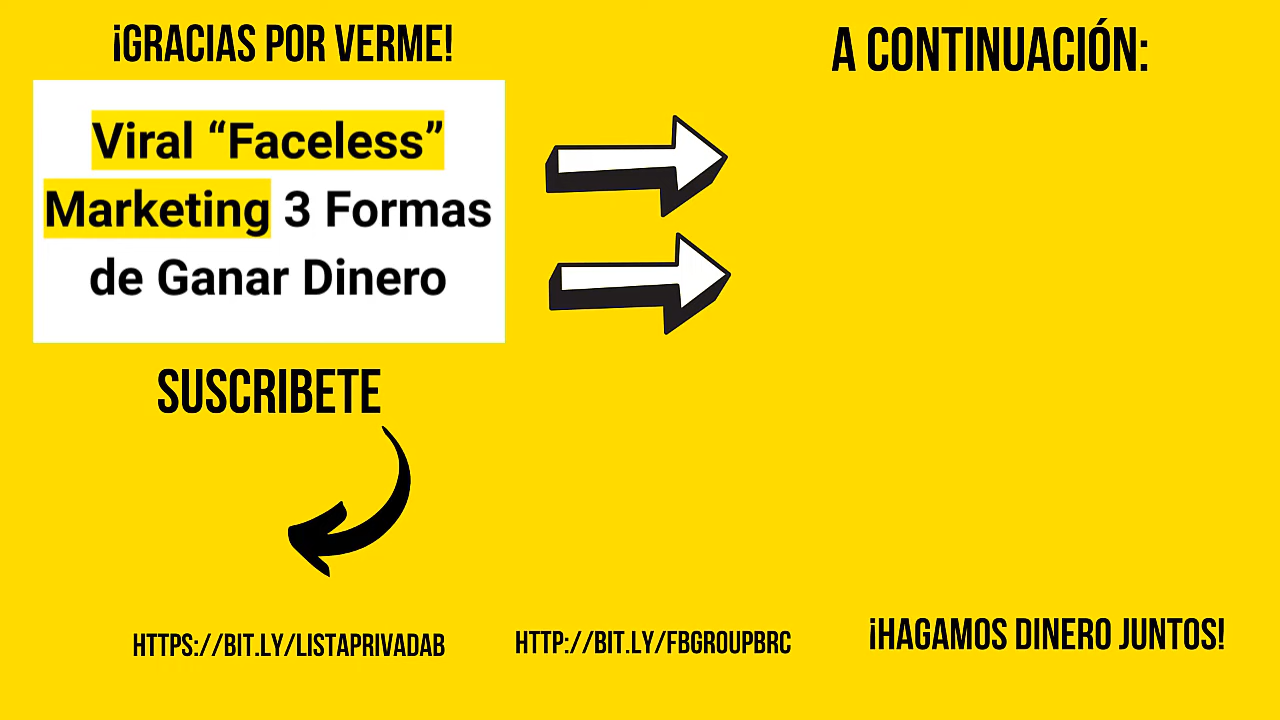 ¡GRACIAS POR VERME!
A CONTINUACIÓN:
Viral “Faceless”
Marketing 3 Formas
de Ganar Dinero
SUSCRIBETE
HTTPS://BIT.LY/LISTAPRIVADAB
HTTP://BIT.LY/FBGROUPBRC
¡HAGAMOS DINERO JUNTOS!